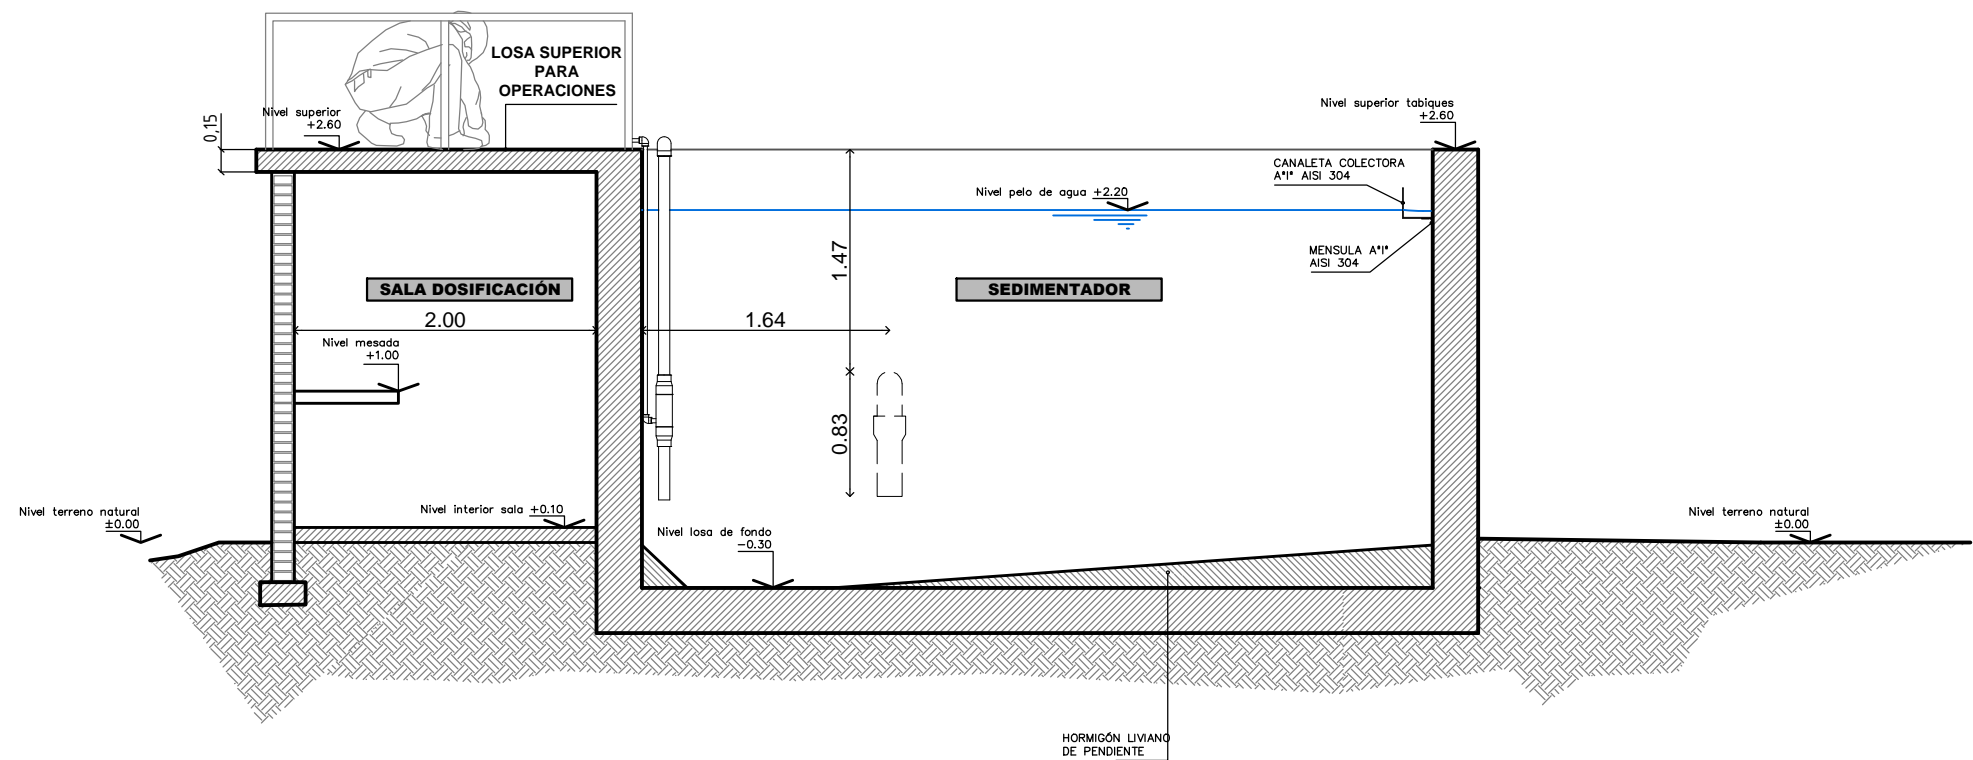 LOSA SUPERIOR
PARA
OPERACIONES
Nivel superior
+2.60
0,15
Nivel superior tabiques
+2.60
CANALETA COLECTORA
A°I° AISI 304
Nivel pelo de agua +2.20
MENSULA A°I°
AISI 304
1.47
SALA DOSIFICACIÓN
SEDIMENTADOR
2.00
1.64
Nivel mesada
+1.00
0.83
Nivel terreno natural
±0.00
Nivel interior sala +0.10
Nivel losa de fondo
-0.30
Nivel terreno natural
±0.00
HORMIGÓN LIVIANO
DE PENDIENTE